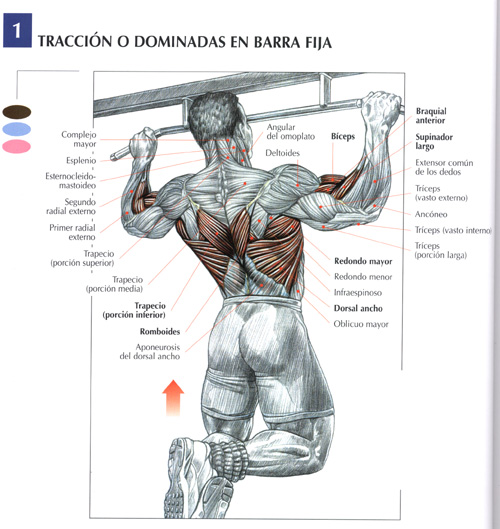 1
TRACCIÓN O DOMINADAS EN BARRA FIJA
Complejo
mayor
Esplenio
Esternocleido-
mastoideo
Segundo
radial externo
Primer radial
externo
Trapecio
(porción superior)
Trapecio
(porción media)
Trapecio
(porción inferior)
Romboides
Aponeurosis
del dorsal ancho
Angular
del omoplato
Deltoides
Bíceps
Braquial
anterior
Supinador
largo
Extensor común
de los dedos
Tríceps
(vasto externo)
Ancóneo
Tríceps (vasto interno)
Tríceps
(porción larga)
Redondo mayor
Redondo menor
Infraespinoso
Dorsal ancho
Oblicuo mayor